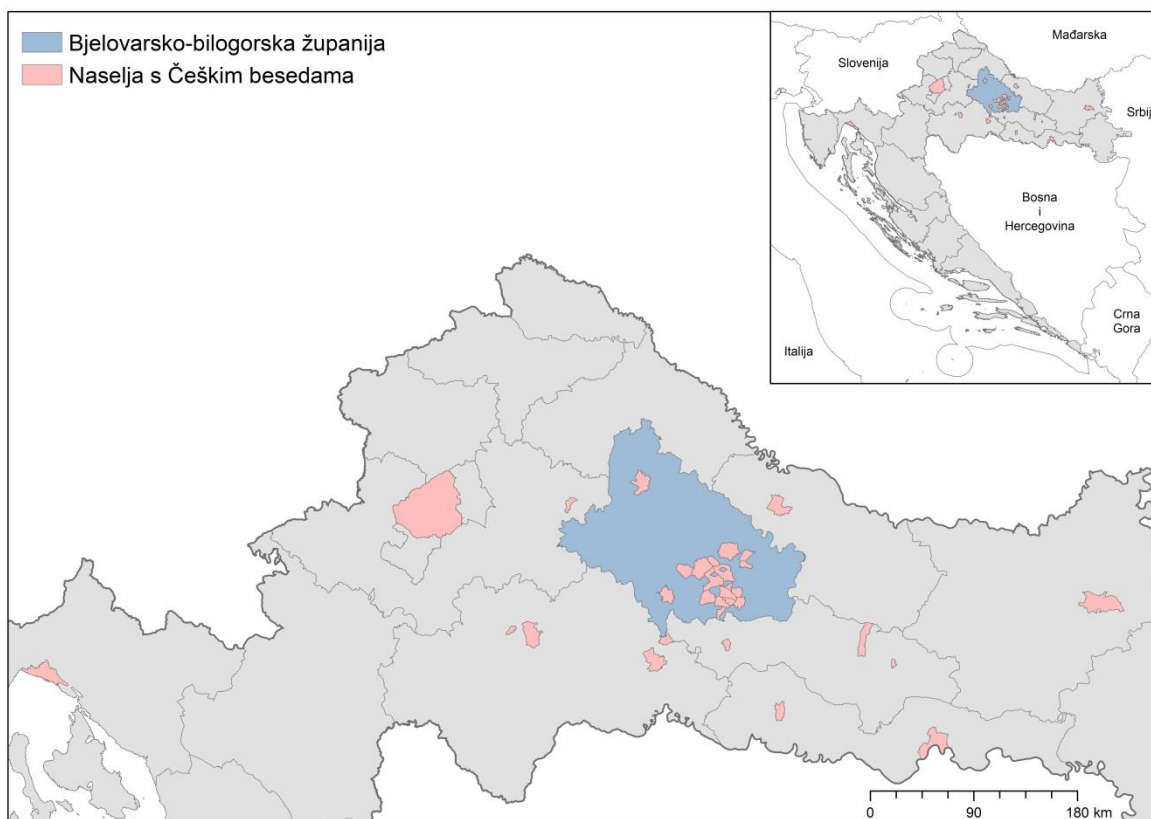 Bjelovarsko-bilogorska županija
Naselja s Češkim besedama
Mađarska
Slovenija
Srbij
Bosna
i
Hercegovina
Crna
Gora
Italija
0 90 180 km